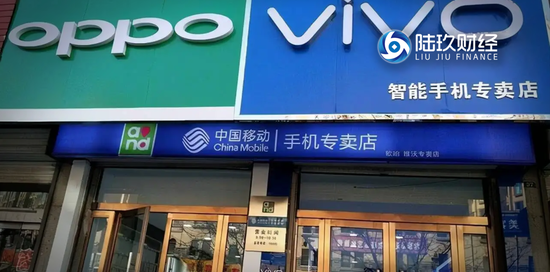 oppo
vivo
陆玖财经
LIU JIU FINANCE
智能手机专卖店
and
中国移动
China Mobile
手机专卖店
营业时间